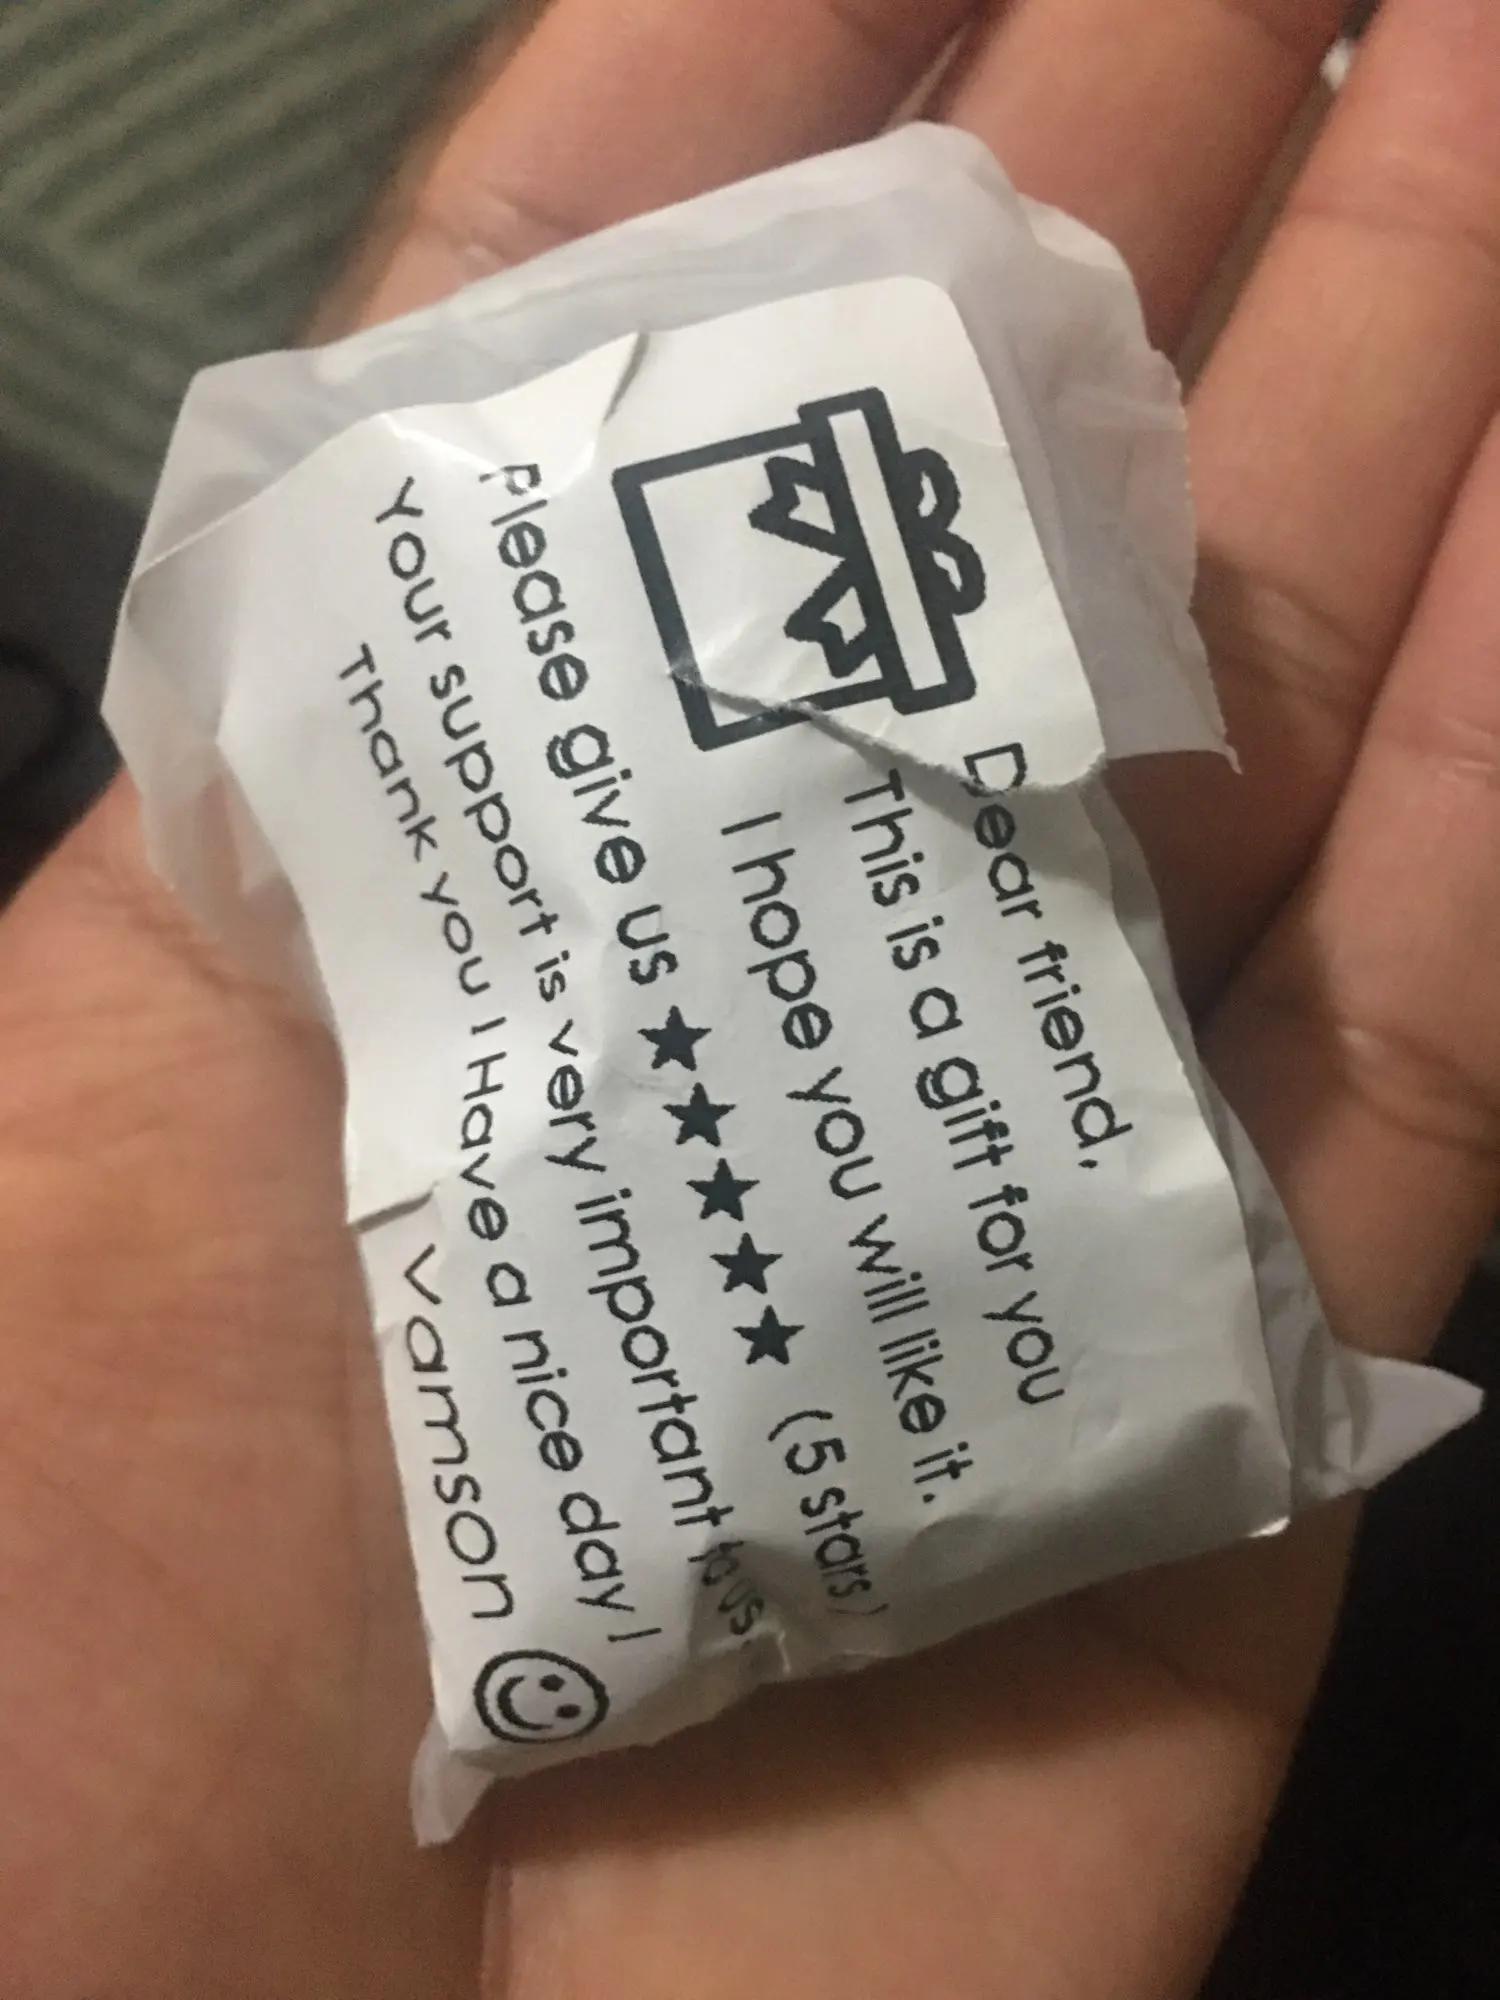 Dear friend,
This is a gift for you
I hope you will like it.
Please give us ★★★★★ (5 stars)
Your support is very important to us.
Thank you I Have a nice day I
Vamson